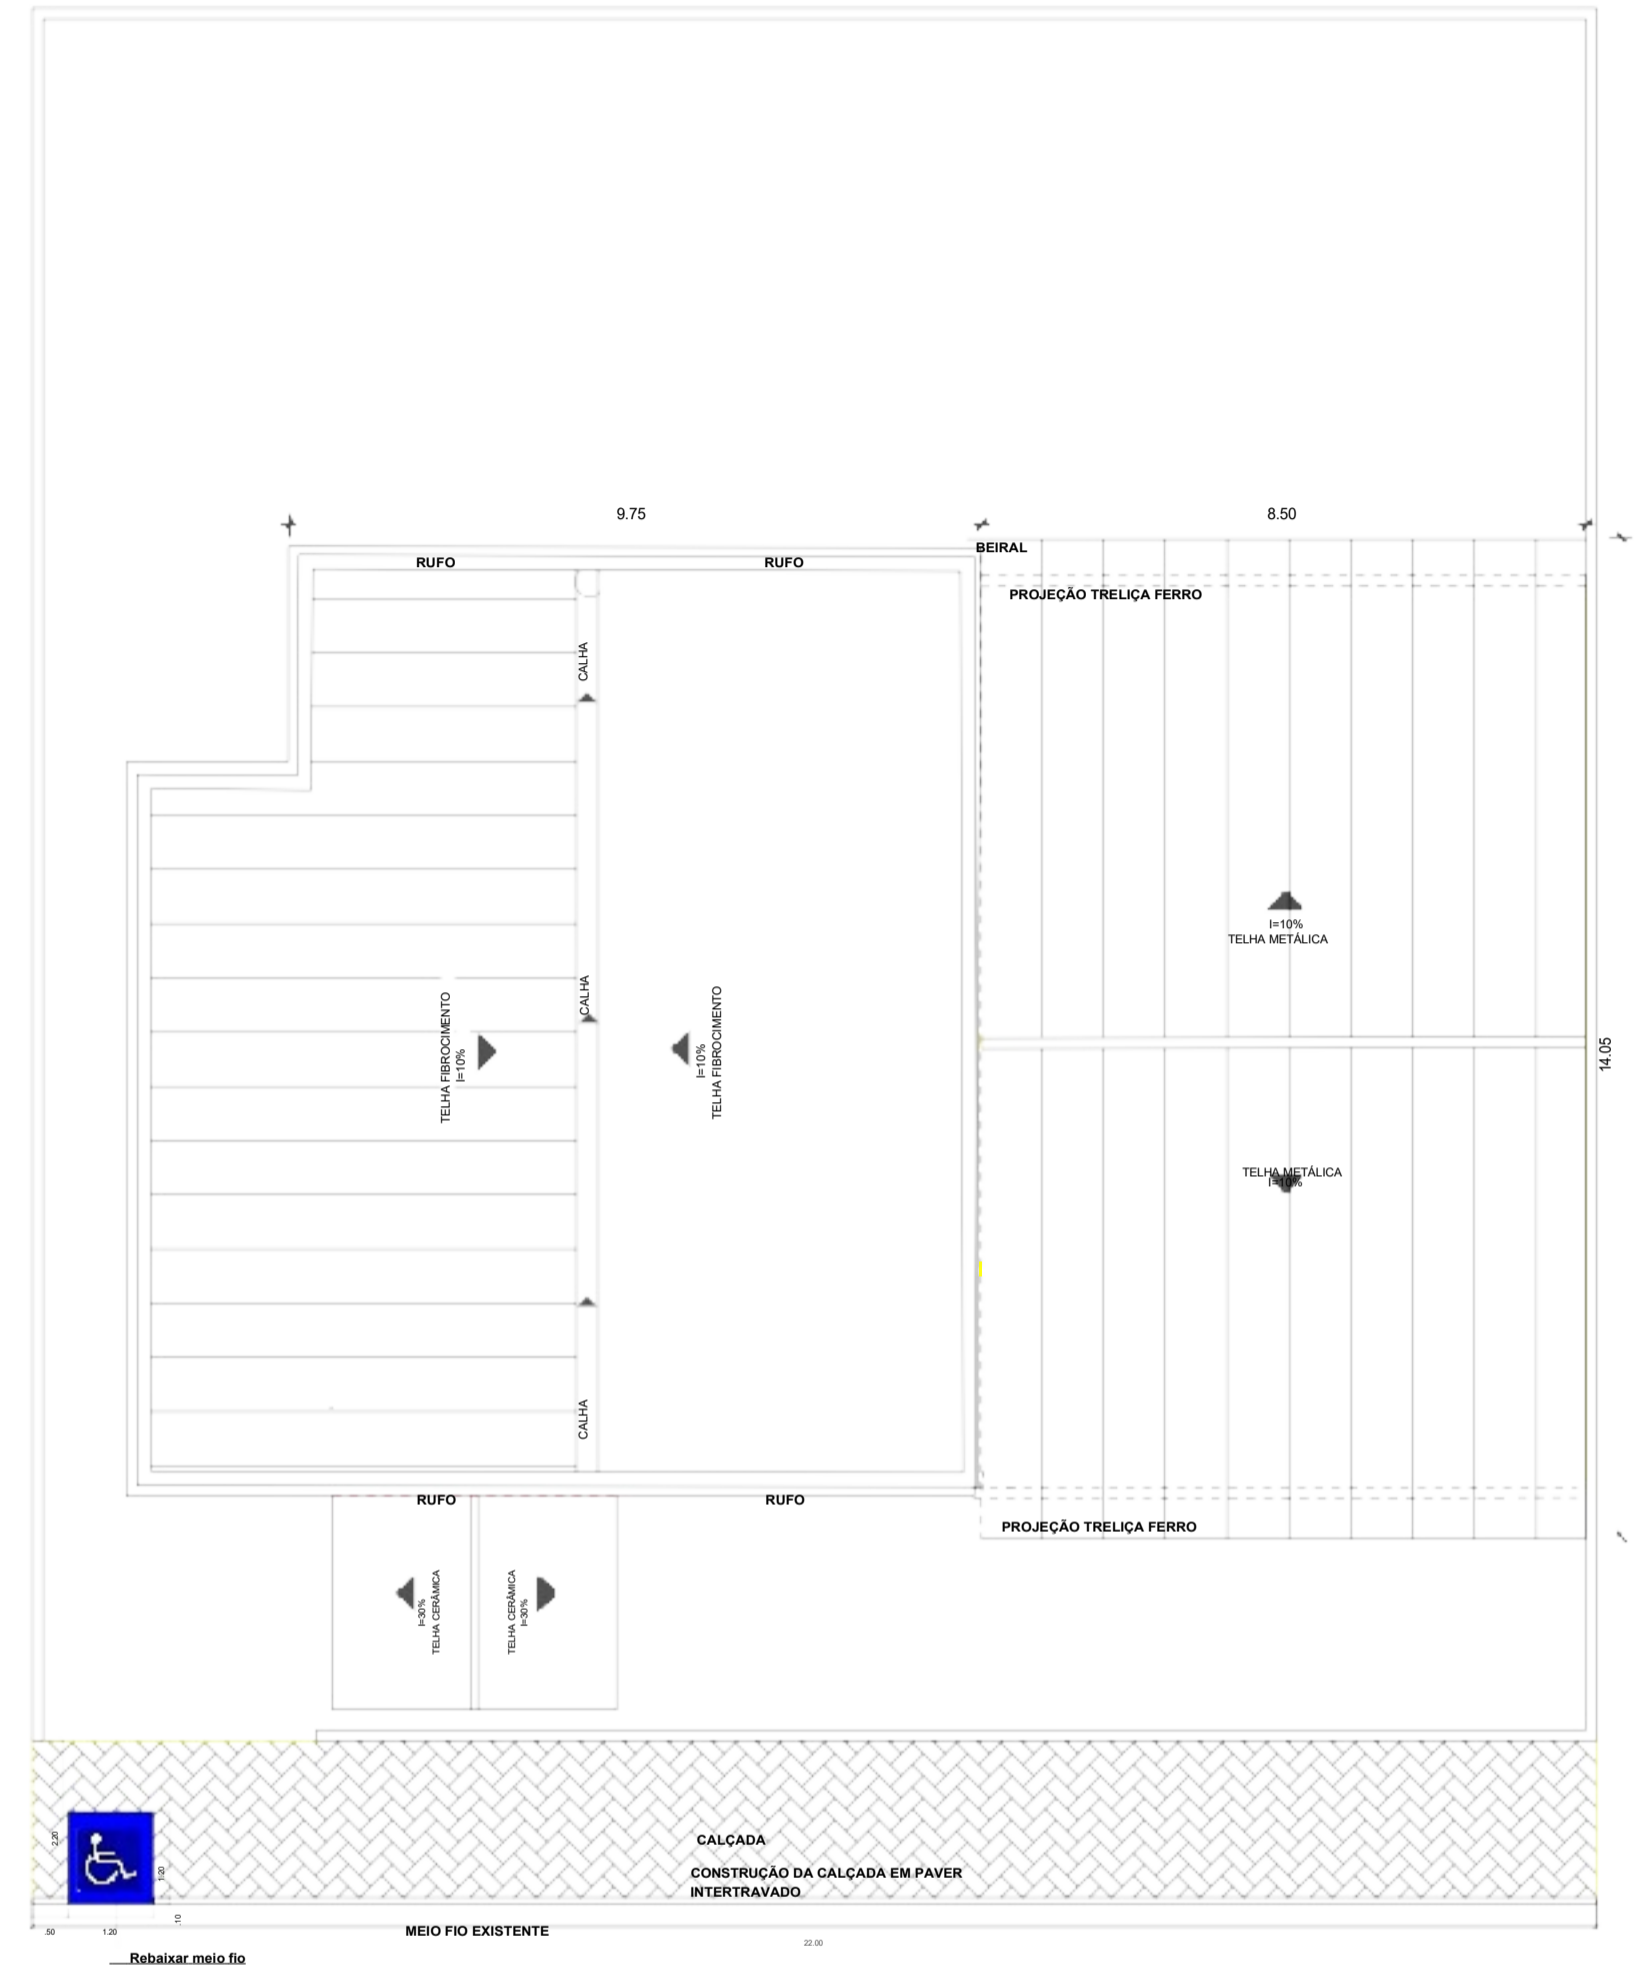 9.75
8.50
BEIRAL
RUFO
RUFO
PROJEÇÃO TRELIÇA FERRO
CALHA
I=10%
TELHA METÁLICA
CALHA
TELHA FIBROCIMENTO
I=10%
I=10%
TELHA FIBROCIMENTO
14.05
TELHA METÁLICA
I=10%
CALHA
RUFO
RUFO
PROJEÇÃO TRELIÇA FERRO
I=30%
TELHA CERÂMICA
TELHA CERÂMICA
I=30%
2.20
1.20
CALÇADA
CONSTRUÇÃO DA CALÇADA EM PAVER
INTERTRAVADO
.10
.50
1.20
MEIO FIO EXISTENTE
22.00
Rebaixar meio fio